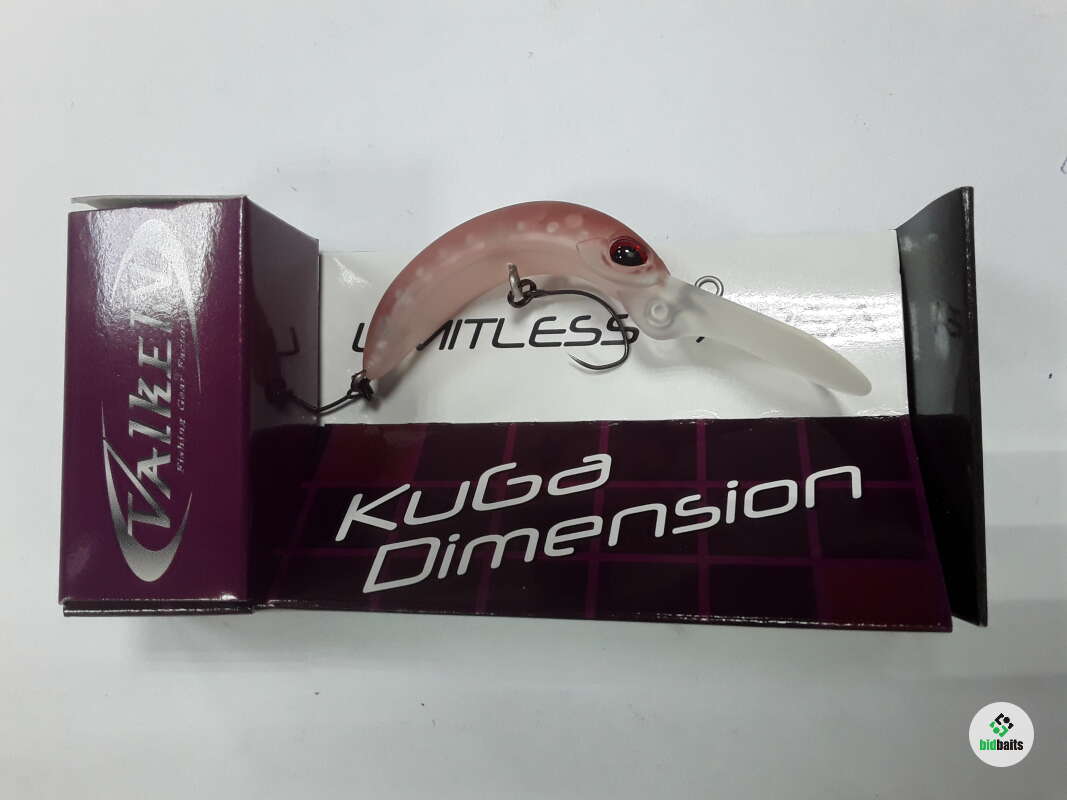 ValkeIN
Fishing Gear Factory
LIMITLESS
KuGa
Dimension
bidbaits